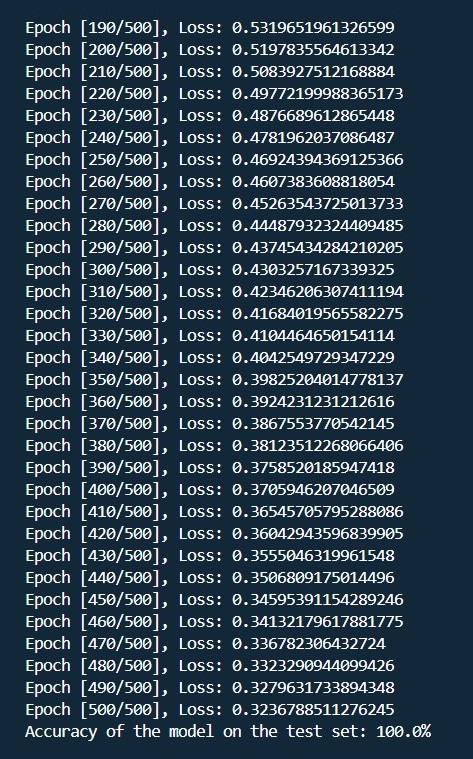 Epoch [190/500], Loss: 0.5319651961326599
Epoch [200/500], Loss: 0.5197835564613342
Epoch [210/500], Loss: 0.5083927512168884
Epoch [220/500], Loss: 0.49772199988365173
Epoch [230/500], Loss: 0.4876689612865448
Epoch [240/500], Loss: 0.4781962037086487
Epoch [250/500], Loss: 0.46924394369125366
Epoch [260/500], Loss: 0.4607383608818054
Epoch [270/500], Loss: 0.45263543725013733
Epoch [280/500], Loss: 0.44487932324409485
Epoch [290/500], Loss: 0.43745434284210205
Epoch [300/500], Loss: 0.4303257167339325
Epoch [310/500], Loss: 0.42346206307411194
Epoch [320/500], Loss: 0.41684019565582275
Epoch [330/500], Loss: 0.4104464650154114
Epoch [340/500], Loss: 0.4042549729347229
Epoch [350/500], Loss: 0.39825204014778137
Epoch [360/500], Loss: 0.3924231231212616
Epoch [370/500], Loss: 0.3867553770542145
Epoch [380/500], Loss: 0.38123512268066406
Epoch [390/500], Loss: 0.3758520185947418
Epoch [400/500], Loss: 0.3705946207046509
Epoch [410/500], Loss: 0.36545705795288086
Epoch [420/500], Loss: 0.36042943596839905
Epoch [430/500], Loss: 0.3555046319961548
Epoch [440/500], Loss: 0.3506809175014496
Epoch [450/500], Loss: 0.34595391154289246
Epoch [460/500], Loss: 0.34132179617881775
Epoch [470/500], Loss: 0.336782306432724
Epoch [480/500], Loss: 0.3323290944099426
Epoch [490/500], Loss: 0.3279631733894348
Epoch [500/500], Loss: 0.3236788511276245
Accuracy of the model on the test set: 100.0%